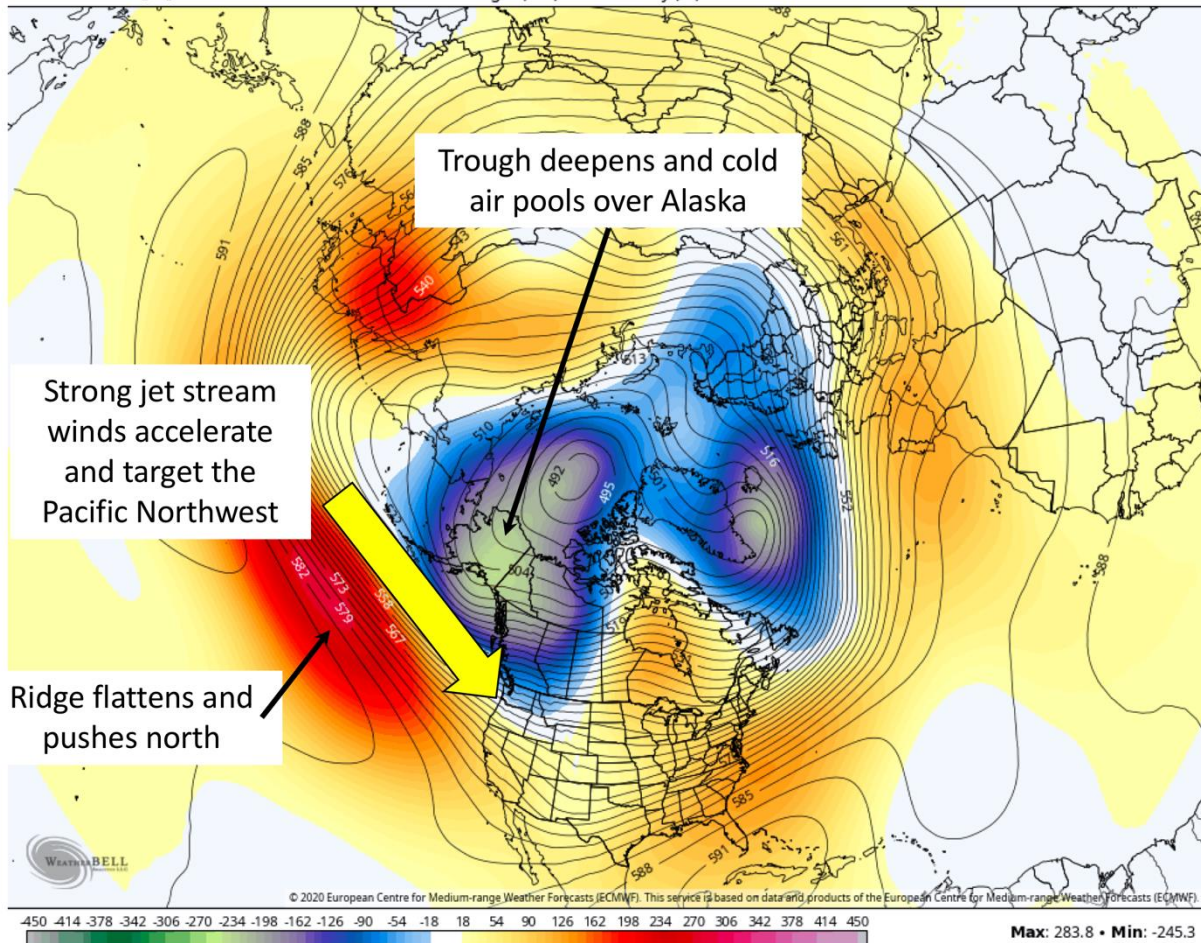 Trough deepens and cold
air pools over Alaska
Strong jet stream
winds accelerate
and target the
Pacific Northwest
Ridge flattens and
pushes north
588
585
576
591
543
540
561
513
510
492
495
501
516
552
504
582
573
579
558
567
588
585
591
588
WEATHERBELL
© 2020 European Centre for Medium-range Weather Forecasts (ECMWF). This service is based on data and products of the European Centre for Medium-range Weather Forecasts (ECMWF).
-450 -414 -378 -342 -306 -270 -234 -198 -162 -126 -90 -54 -18 18 54 90 126 162 198 234 270 306 342 378 414 450
Max: 283.8 • Min: -245.3